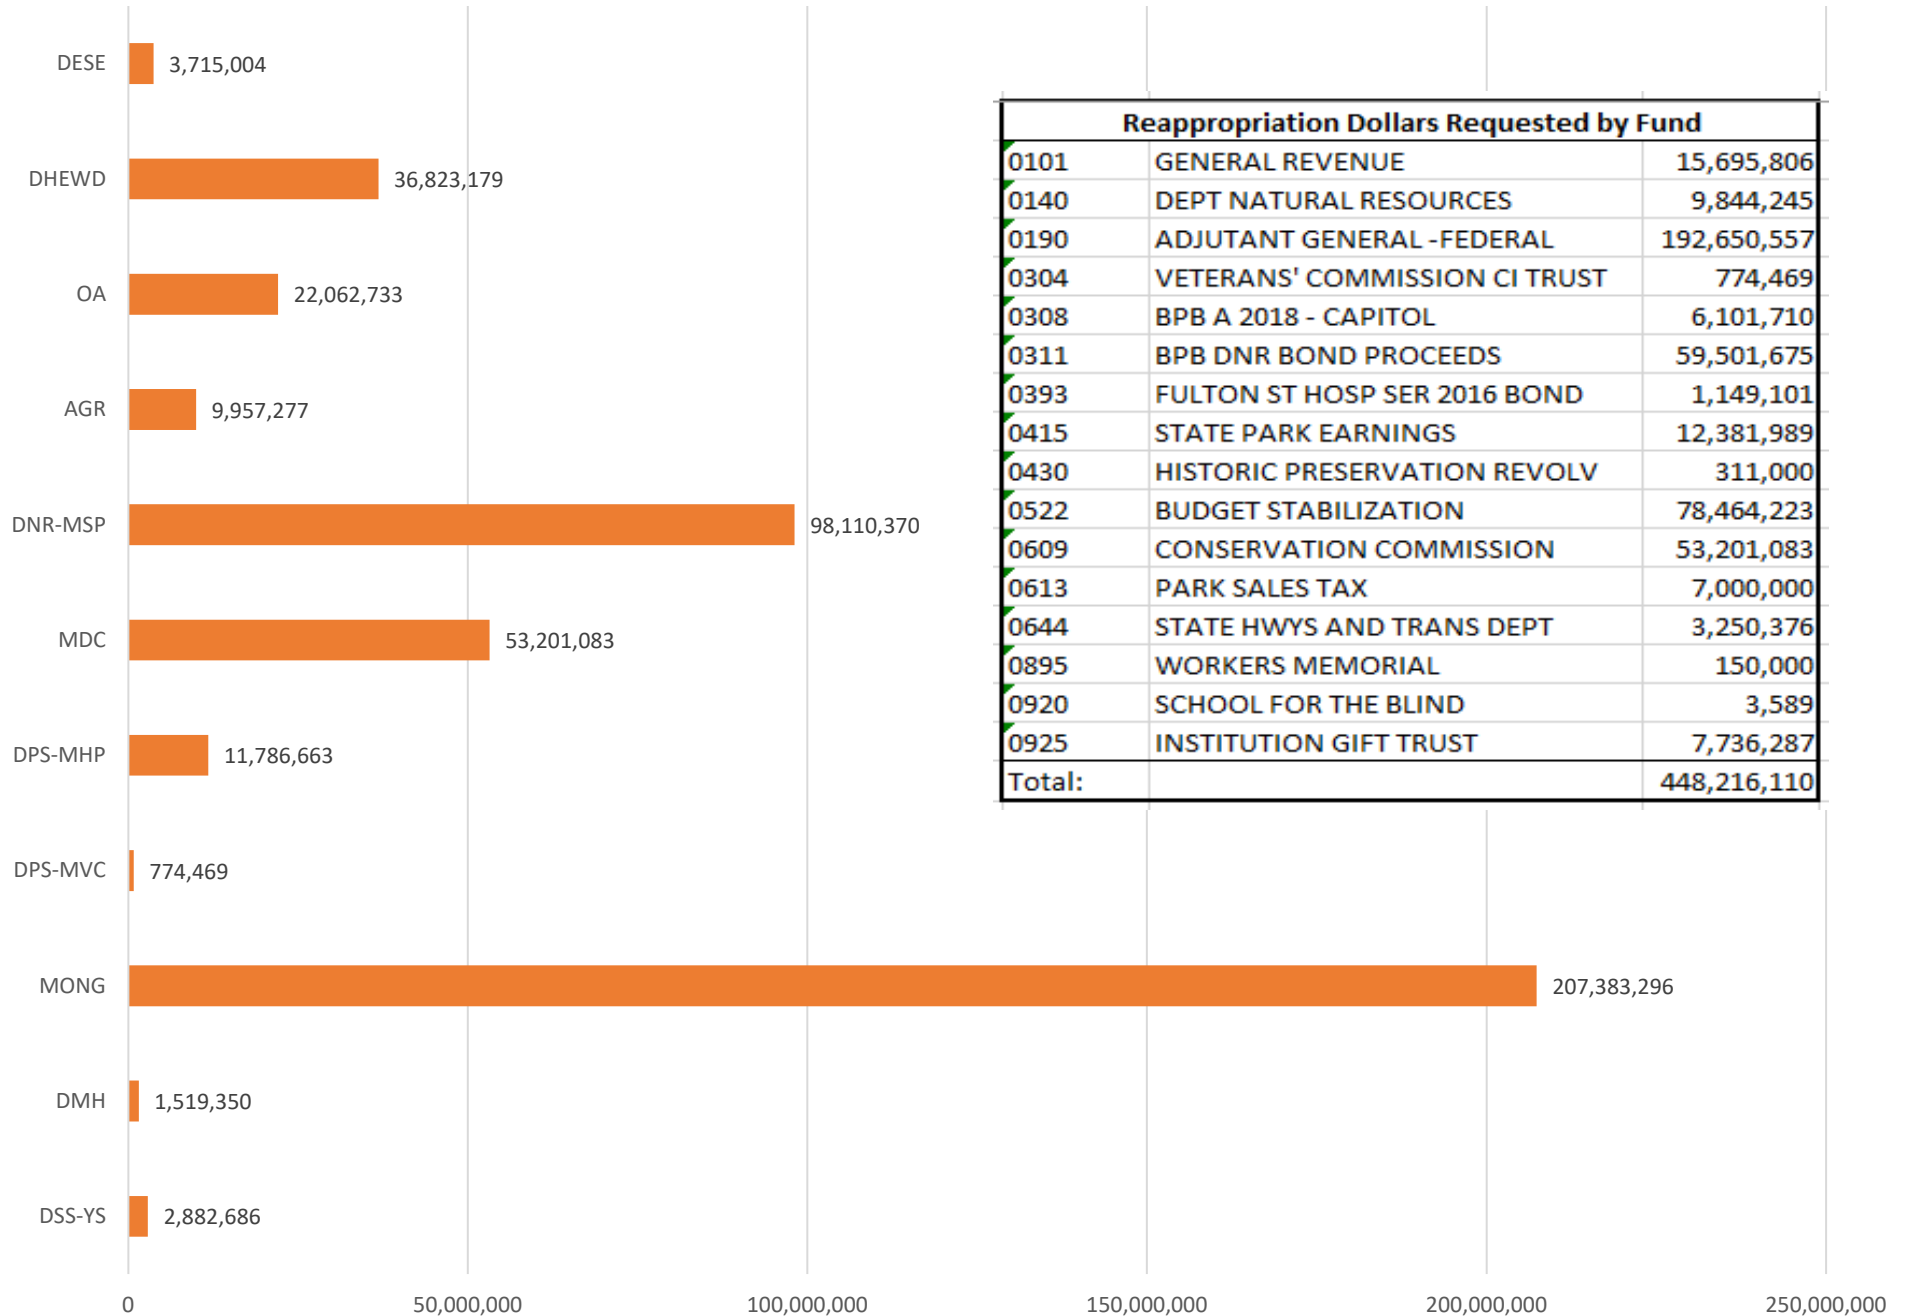 DESE 3,715,004
DHEWD 36,823,179
OA 22,062,733
AGR 9,957,277
DNR-MSP 98,110,370
MDC 53,201,083
DPS-MHP 11,786,663
DPS-MVC 774,469
MONG 207,383,296
DMH 1,519,350
DSS-YS 2,882,686
0 50,000,000 100,000,000 150,000,000 200,000,000 250,000,000
Reappropriation Dollars Requested by Fund
0101 GENERAL REVENUE 15,695,806
0140 DEPT NATURAL RESOURCES 9,844,245
0190 ADJUTANT GENERAL -FEDERAL 192,650,557
0304 VETERANS' COMMISSION CI TRUST 774,469
0308 BPB A 2018 - CAPITOL 6,101,710
0311 BPB DNR BOND PROCEEDS 59,501,675
0393 FULTON ST HOSP SER 2016 BOND 1,149,101
0415 STATE PARK EARNINGS 12,381,989
0430 HISTORIC PRESERVATION REVOLV 311,000
0522 BUDGET STABILIZATION 78,464,223
0609 CONSERVATION COMMISSION 53,201,083
0613 PARK SALES TAX 7,000,000
0644 STATE HWYS AND TRANS DEPT 3,250,376
0895 WORKERS MEMORIAL 150,000
0920 SCHOOL FOR THE BLIND 3,589
0925 INSTITUTION GIFT TRUST 7,736,287
Total: 448,216,110